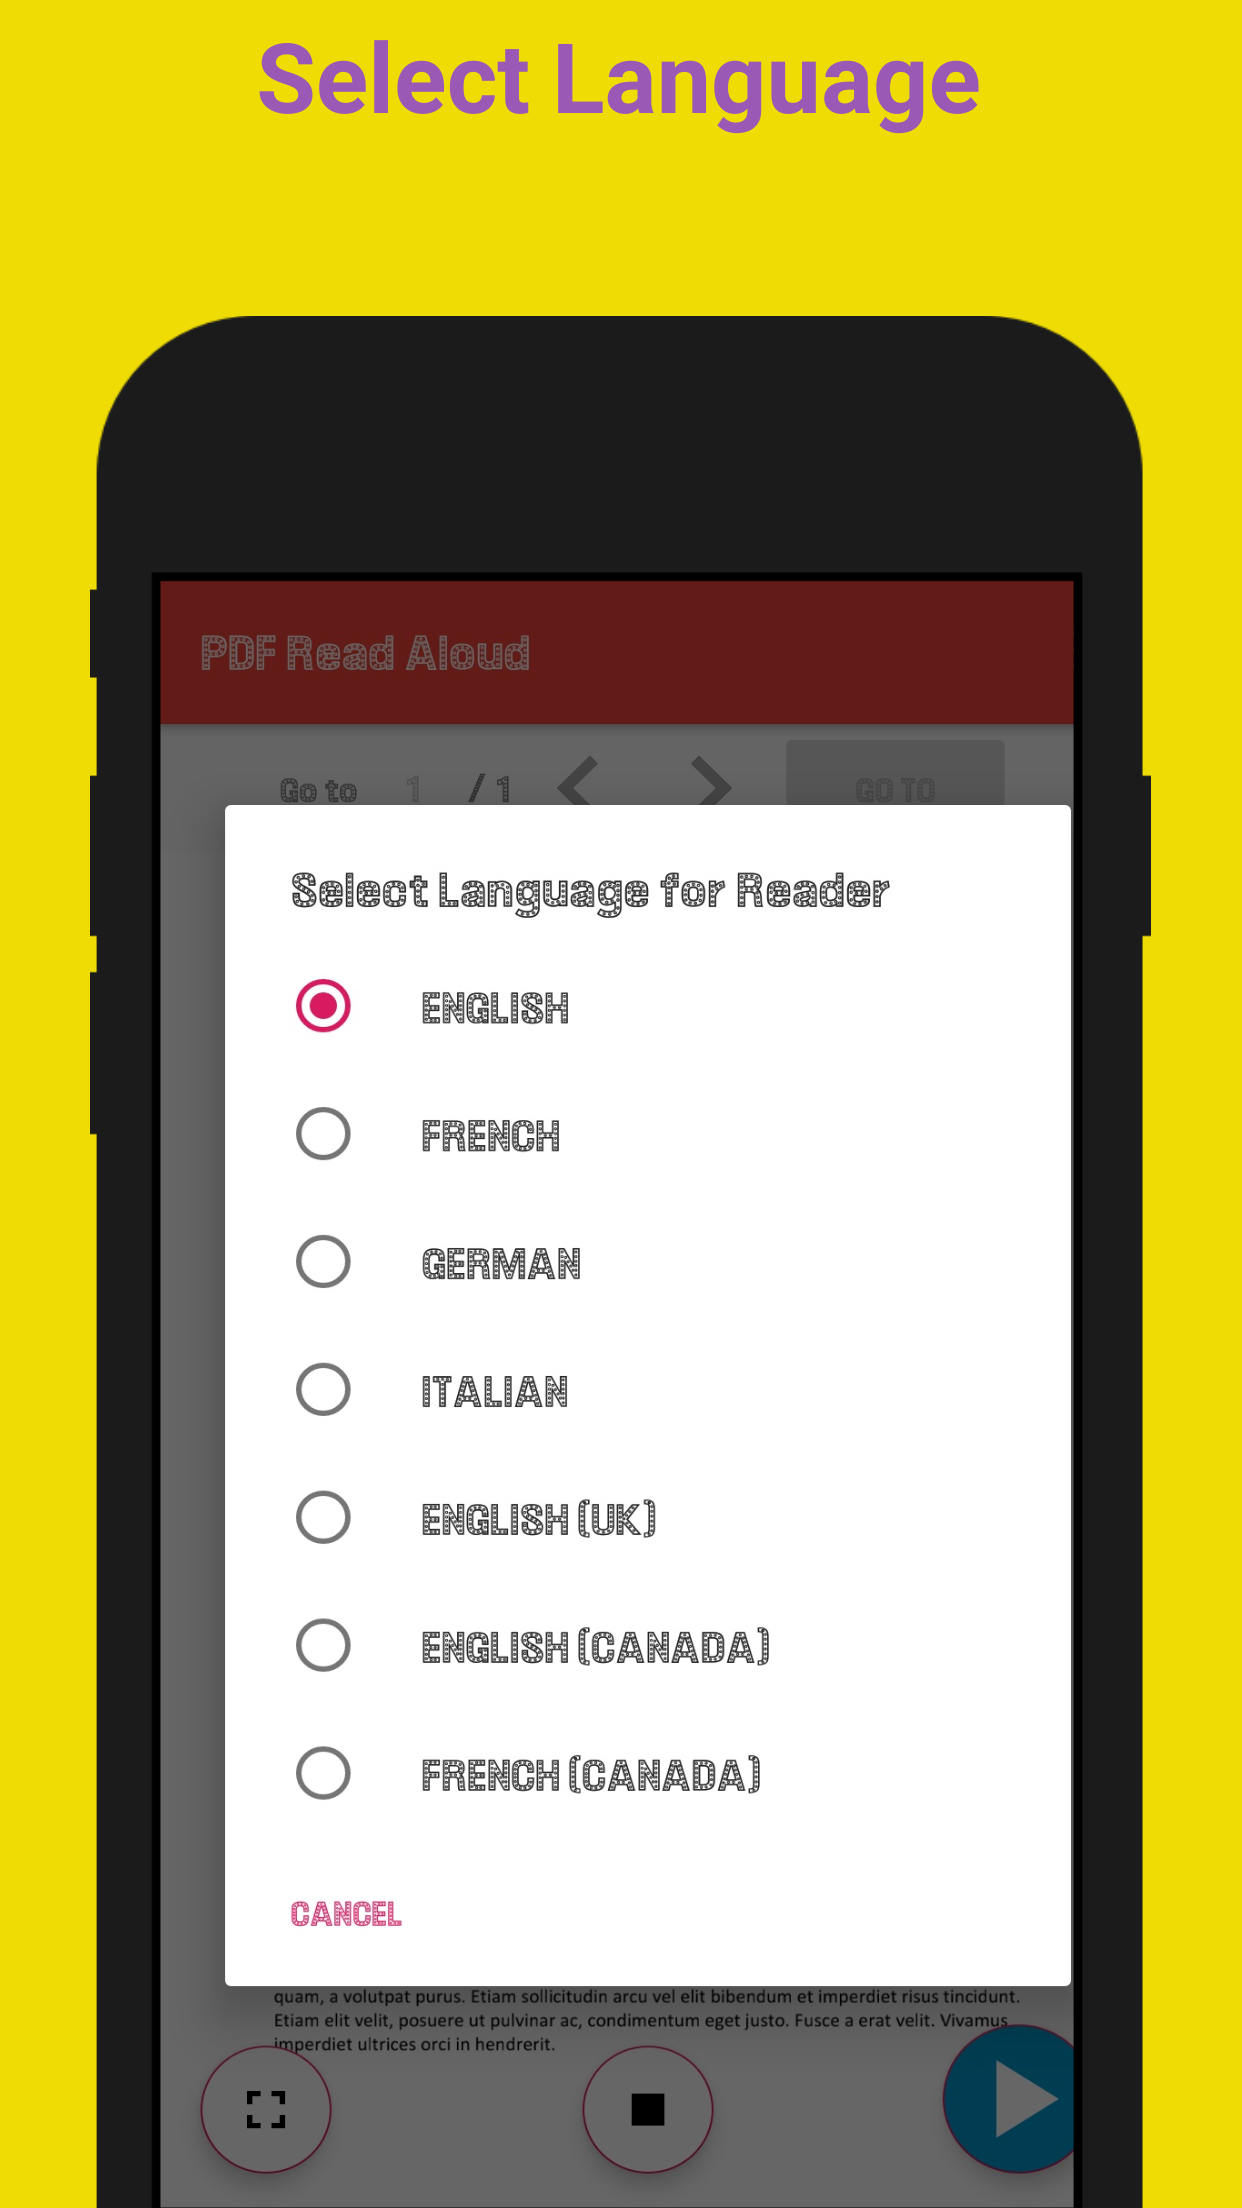 Select Language
PDF Read Aloud
Go to 1 / 1 GO TO
Select Language for Reader
ENGLISH
FRENCH
GERMAN
ITALIAN
ENGLISH (UK)
ENGLISH (CANADA)
FRENCH (CANADA)
CANCEL
quam, a volutpat purus. Etiam sollicitudin arcu vel elit bibendum et imperdiet risus tincidunt.
Etiam elit velit, posuere ut pulvinar ac, condimentum eget justo. Fusce a erat velit. Vivamus
imperdiet ultrices orci in hendrerit.